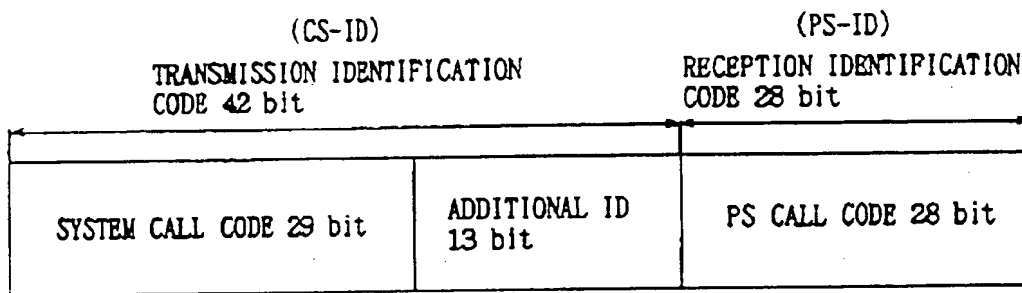 (CS-ID)
TRANSMISSION IDENTIFICATION
CODE 42 bit
(PS-ID)
RECEPTION IDENTIFICATION
CODE 28 bit
SYSTEM CALL CODE 29 bit
ADDITIONAL ID
13 bit
PS CALL CODE 28 bit